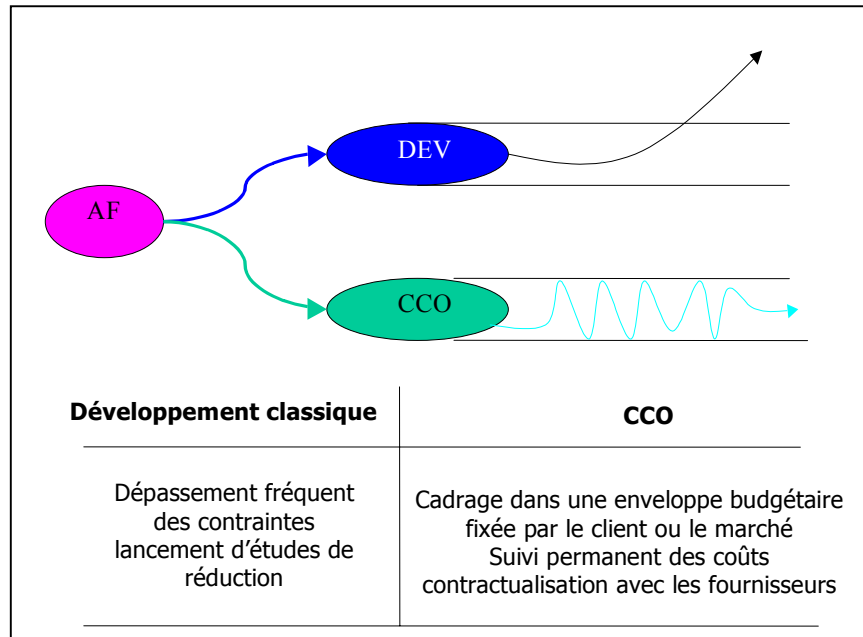 DEV
AF
CCO
Développement classique
CCO
Dépassement fréquent
des contraintes
lancement d'études de
réduction
Cadrage dans une enveloppe budgétaire
fixée par le client ou le marché
Suivi permanent des coûts
contractualisation avec les fournisseurs